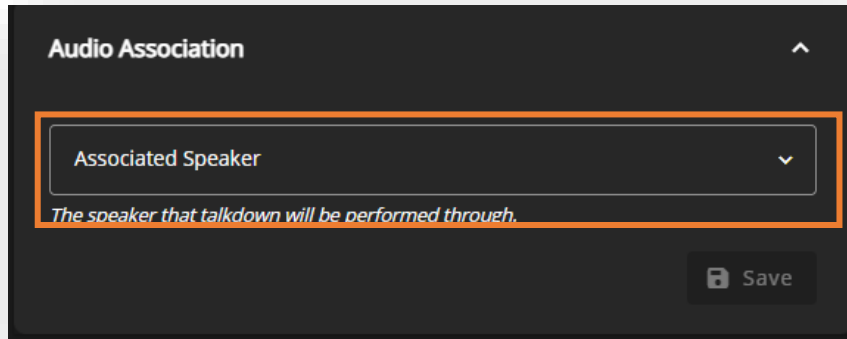 Audio Association
Associated Speaker
The speaker that talkdown will be performed through.
Save